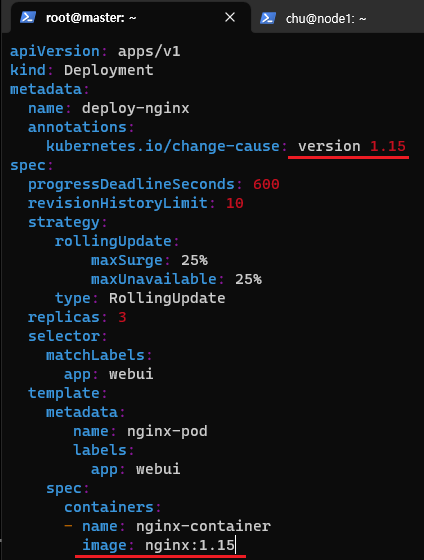 root@master: ~
chu@node1: ~
apiVersion: apps/v1
kind: Deployment
metadata:
  name: deploy-nginx
  annotations:
    kubernetes.io/change-cause: version 1.15
spec:
  progressDeadlineSeconds: 600
  revisionHistoryLimit: 10
  strategy:
     rollingUpdate:
         maxSurge: 25%
         maxUnavailable: 25%
     type: RollingUpdate
  replicas: 3
  selector:
    matchLabels:
      app: webui
  template:
    metadata:
       name: nginx-pod
       labels:
         app: webui
    spec:
      containers:
      - name: nginx-container
        image: nginx:1.15